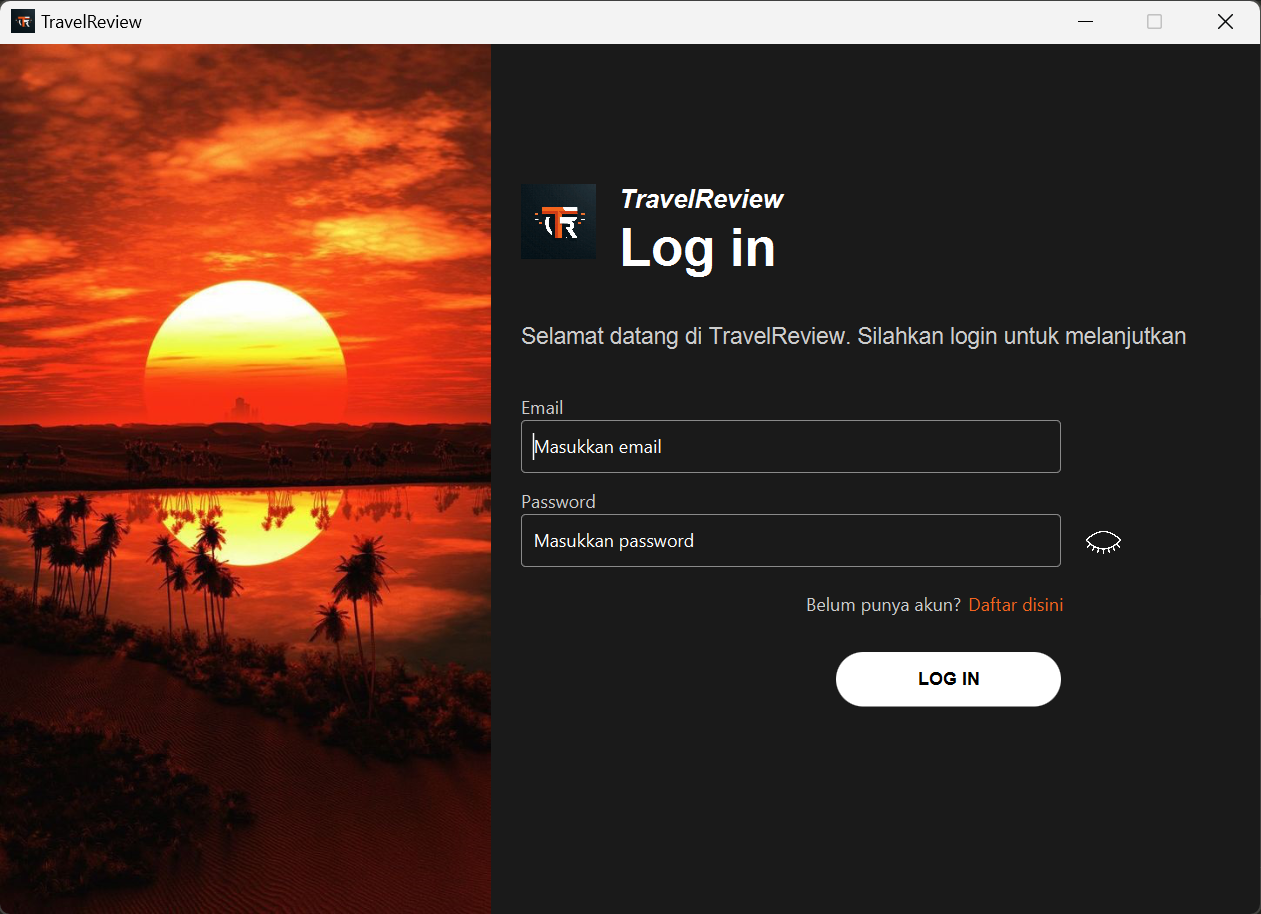 TravelReview
TR
TravelReview
Log in
Selamat datang di TravelReview. Silahkan login untuk melanjutkan
Email
Masukkan email
Password
Masukkan password
Belum punya akun? Daftar disini
LOG IN